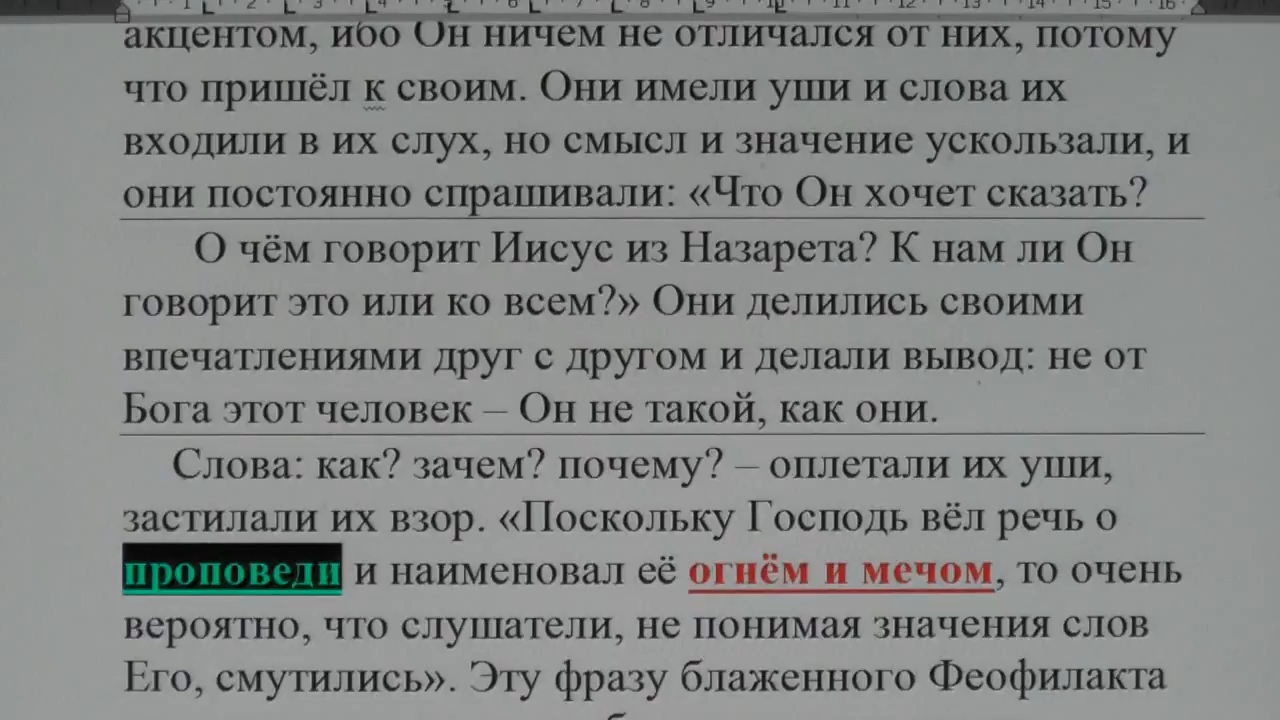 акцентом, ибо Он ничем не отличался от них, потому
что пришёл к своим. Они имели уши и слова их
входили в их слух, но смысл и значение ускользали, и
они постоянно спрашивали: «Что Он хочет сказать?
О чём говорит Иисус из Назарета? К нам ли Он
говорит это или ко всем?» Они делились своими
впечатлениями друг с другом и делали вывод: не от
Бога этот человек – Он не такой, как они.
Слова: как? зачем? почему? – оплетали их уши,
застилали их взор. «Поскольку Господь вёл речь о
проповеди и наименовал её огнём и мечом, то очень
вероятно, что слушатели, не понимая значения слов
Его, смутились». Эту фразу блаженного Феофилакта